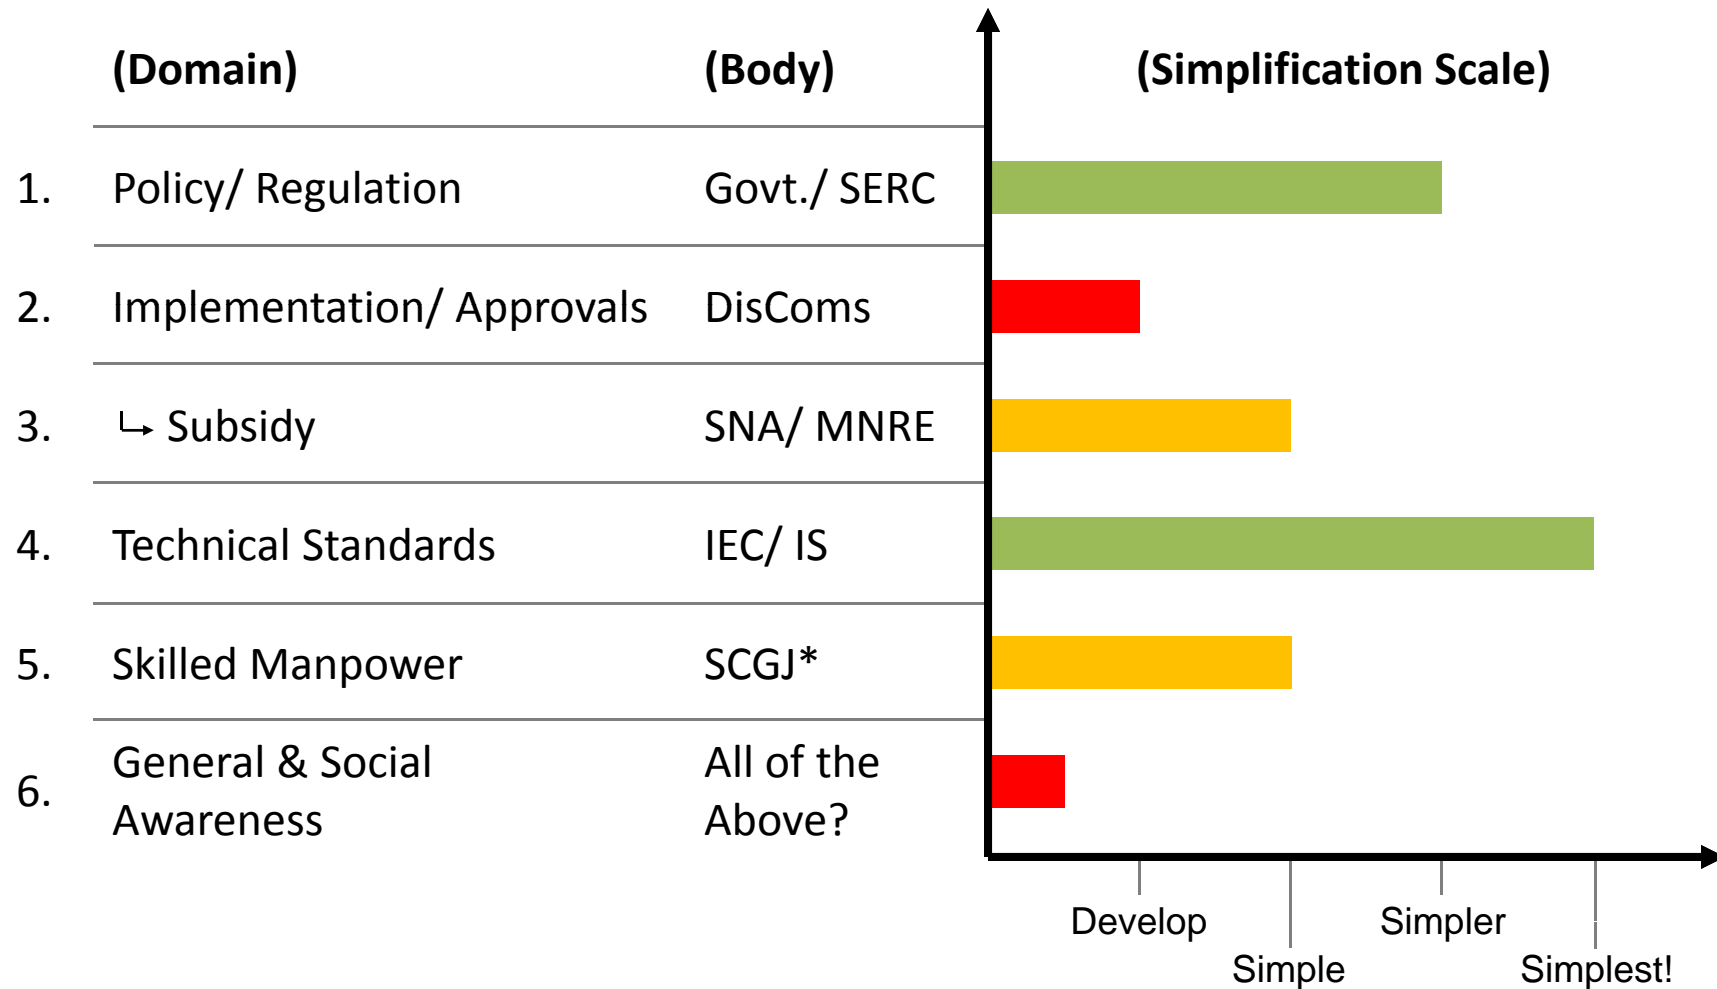 (Domain) (Body) (Simplification Scale)
1. Policy/ Regulation Govt./ SERC
2. Implementation/ Approvals DisComs
3. Subsidy SNA/ MNRE
4. Technical Standards IEC/ IS
5. Skilled Manpower SCGJ*
6. General & Social Awareness All of the Above?
Develop Simpler
Simple Simplest!